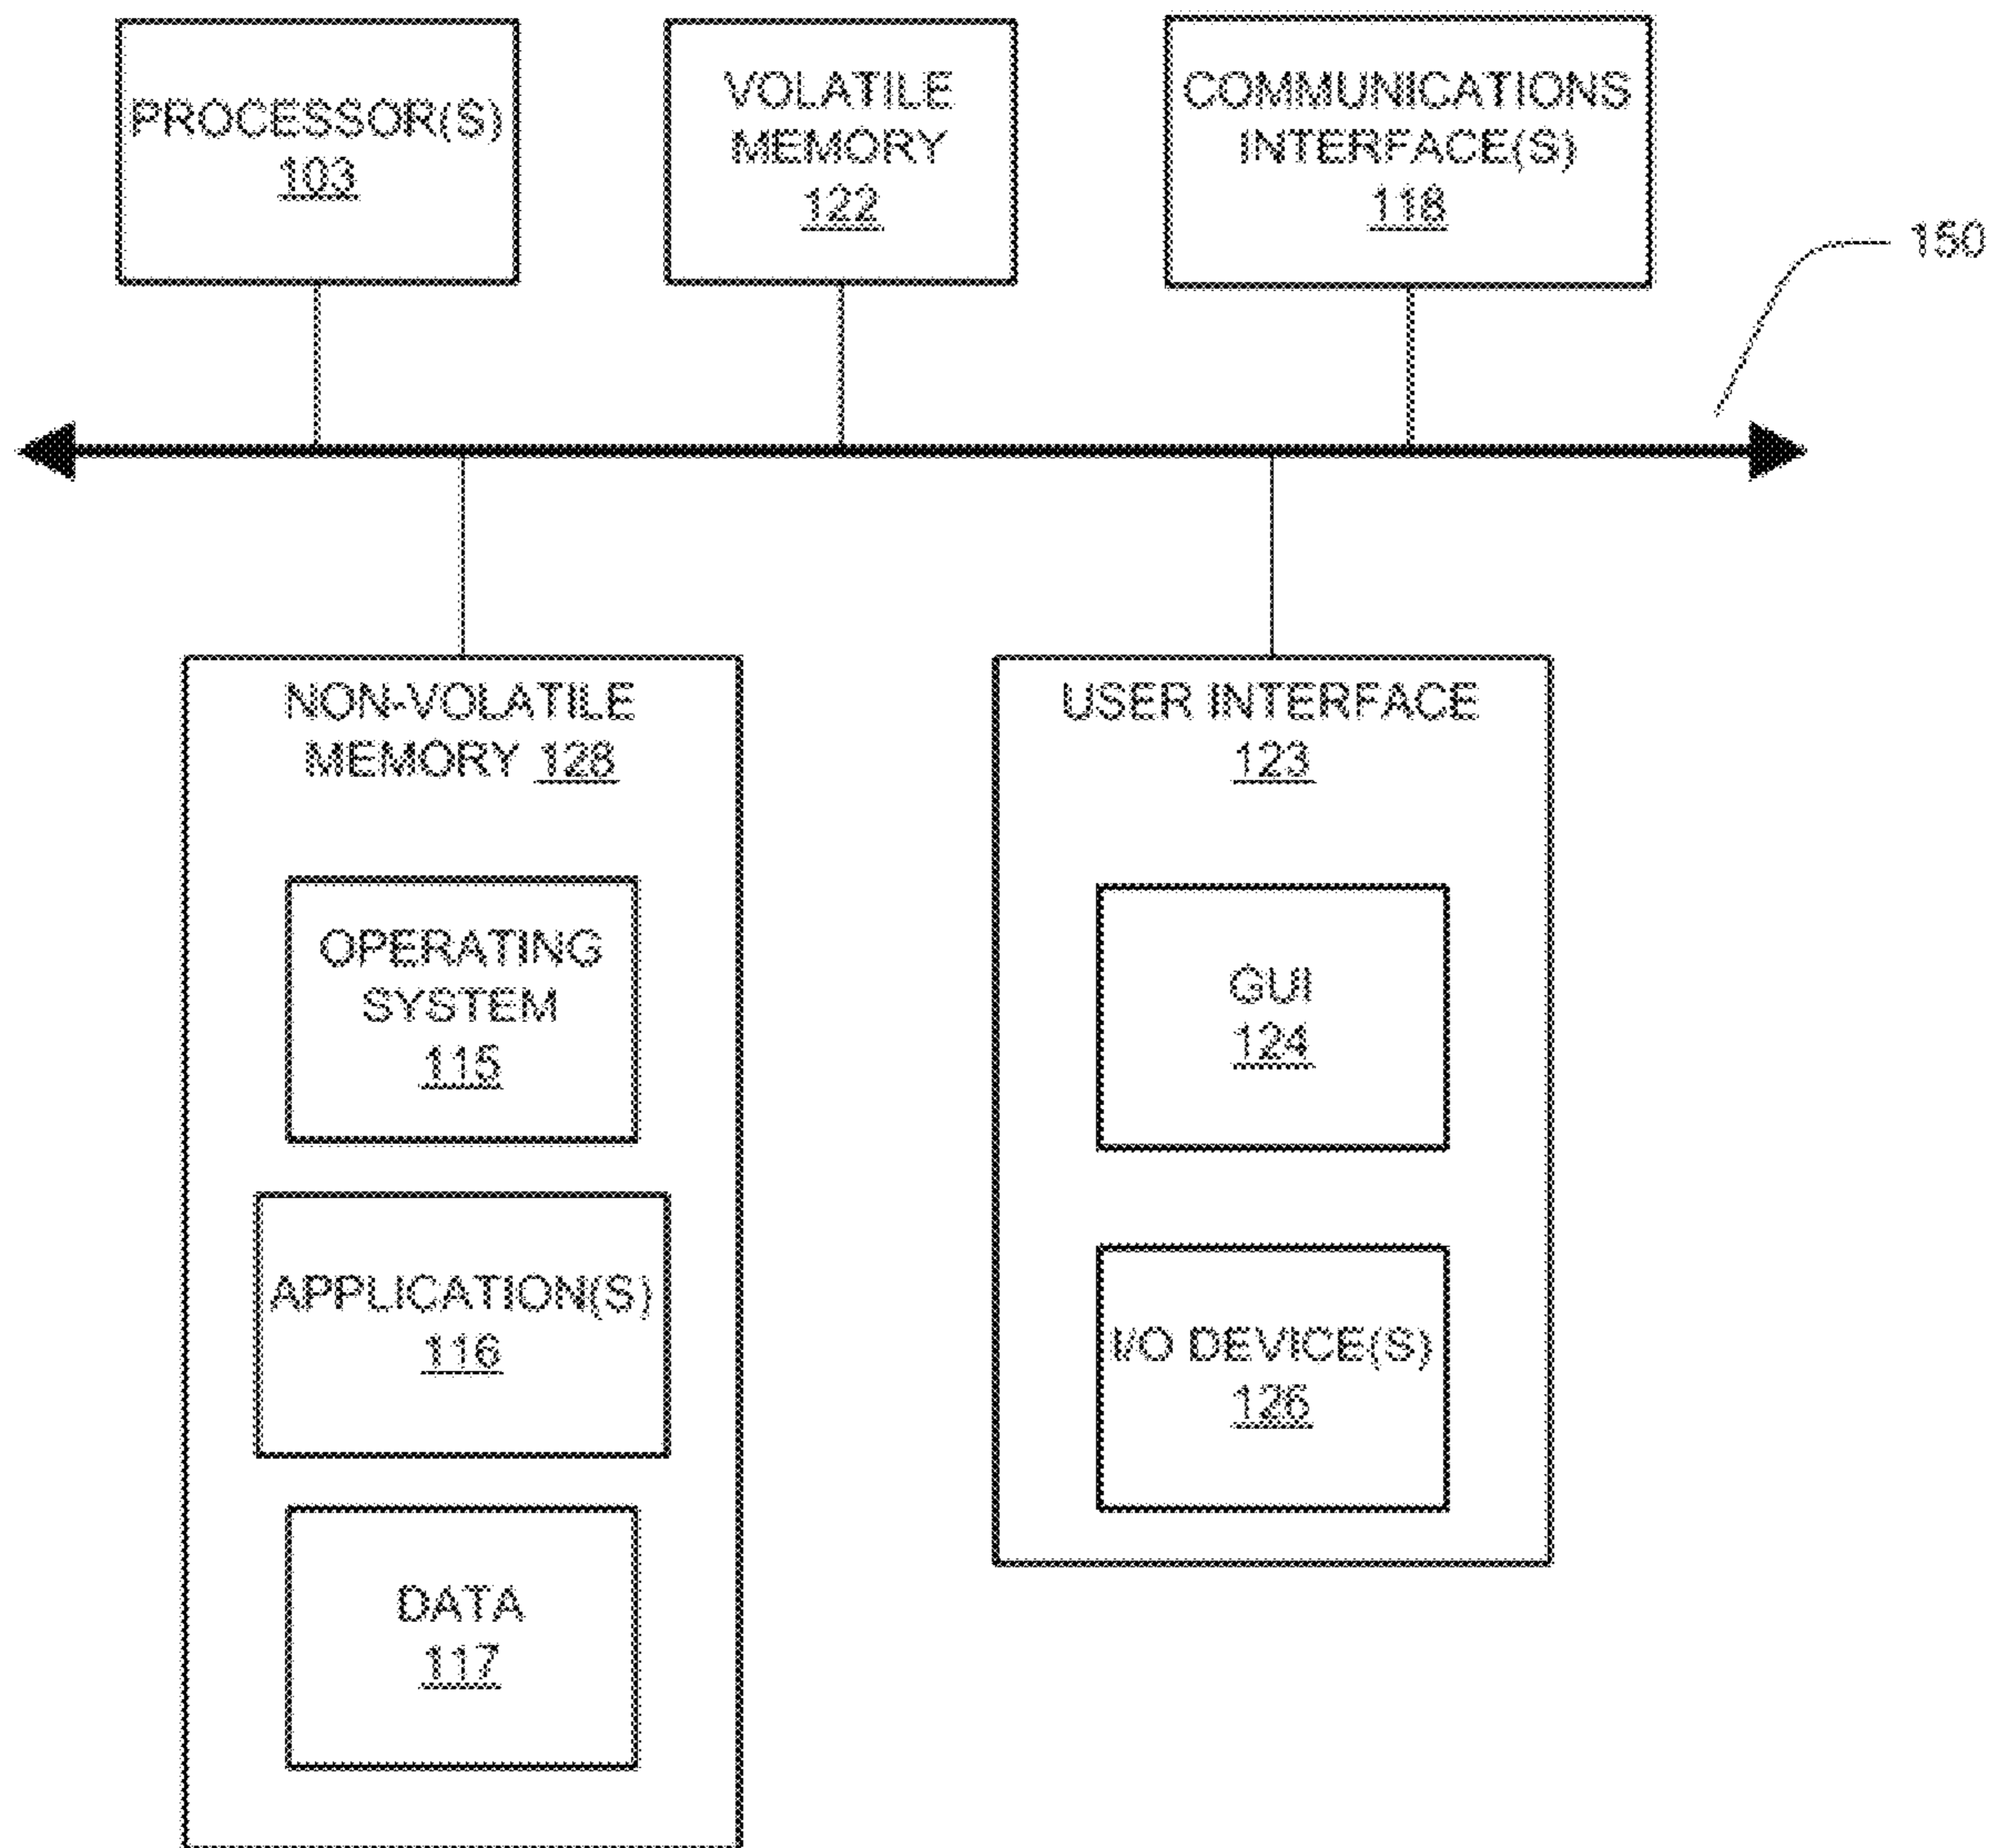 PROCESSOR(S)
103
VOLATILE
MEMORY
122
COMMUNICATIONS
INTERFACE(S)
118
150
NON-VOLATILE
MEMORY 128
OPERATING
SYSTEM
115
APPLICATION(S)
116
DATA
117
USER INTERFACE
123
GUI
124
I/O DEVICE(S)
126